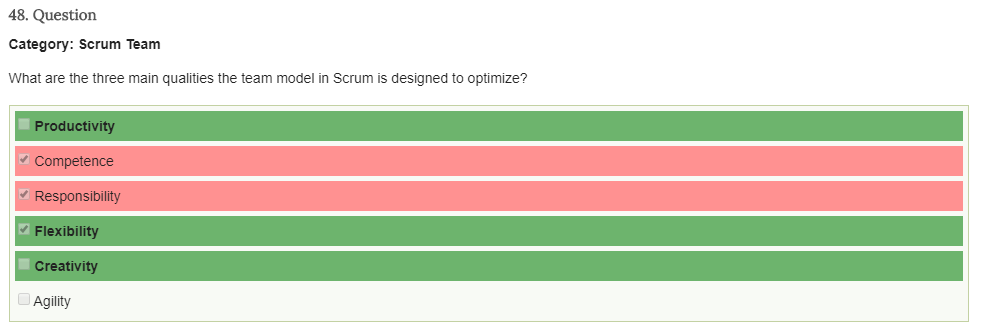 48. Question
Category: Scrum Team
What are the three main qualities the team model in Scrum is designed to optimize?
Productivity
Competence
Responsibility
Flexibility
Creativity
Agility